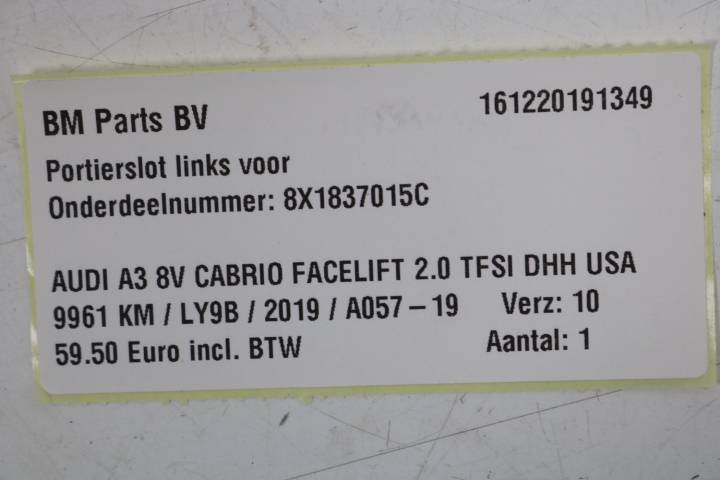 BM Parts BV 161220191349
Portierslot links voor
Onderdeelnummer: 8X1837015C
AUDI A3 8V CABRIO FACELIFT 2.0 TFSI DHH USA
9961 KM / LY9B / 2019 / A057-19 Verz: 10
59.50 Euro incl. BTW Aantal: 1